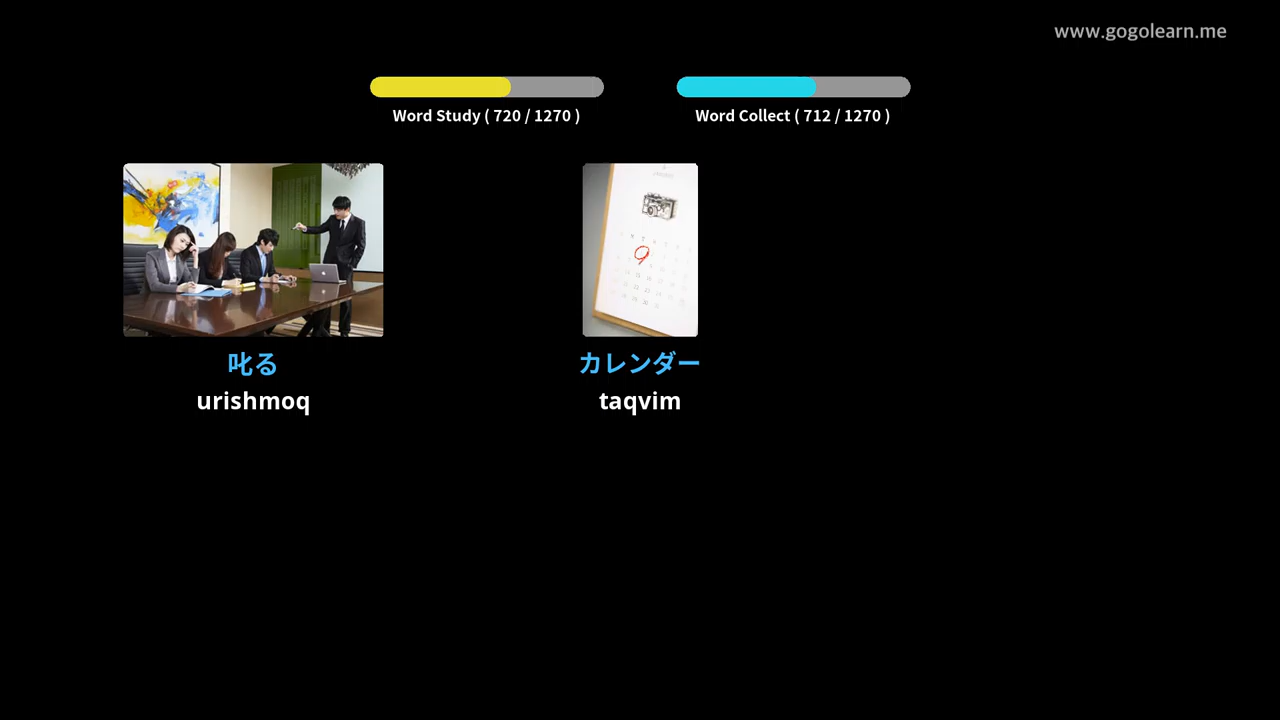 www.gogolearn.me
Word Study ( 720 / 1270 )
Word Collect ( 712 / 1270 )
9
叱る
カレンダー
urishmoq
taqvim